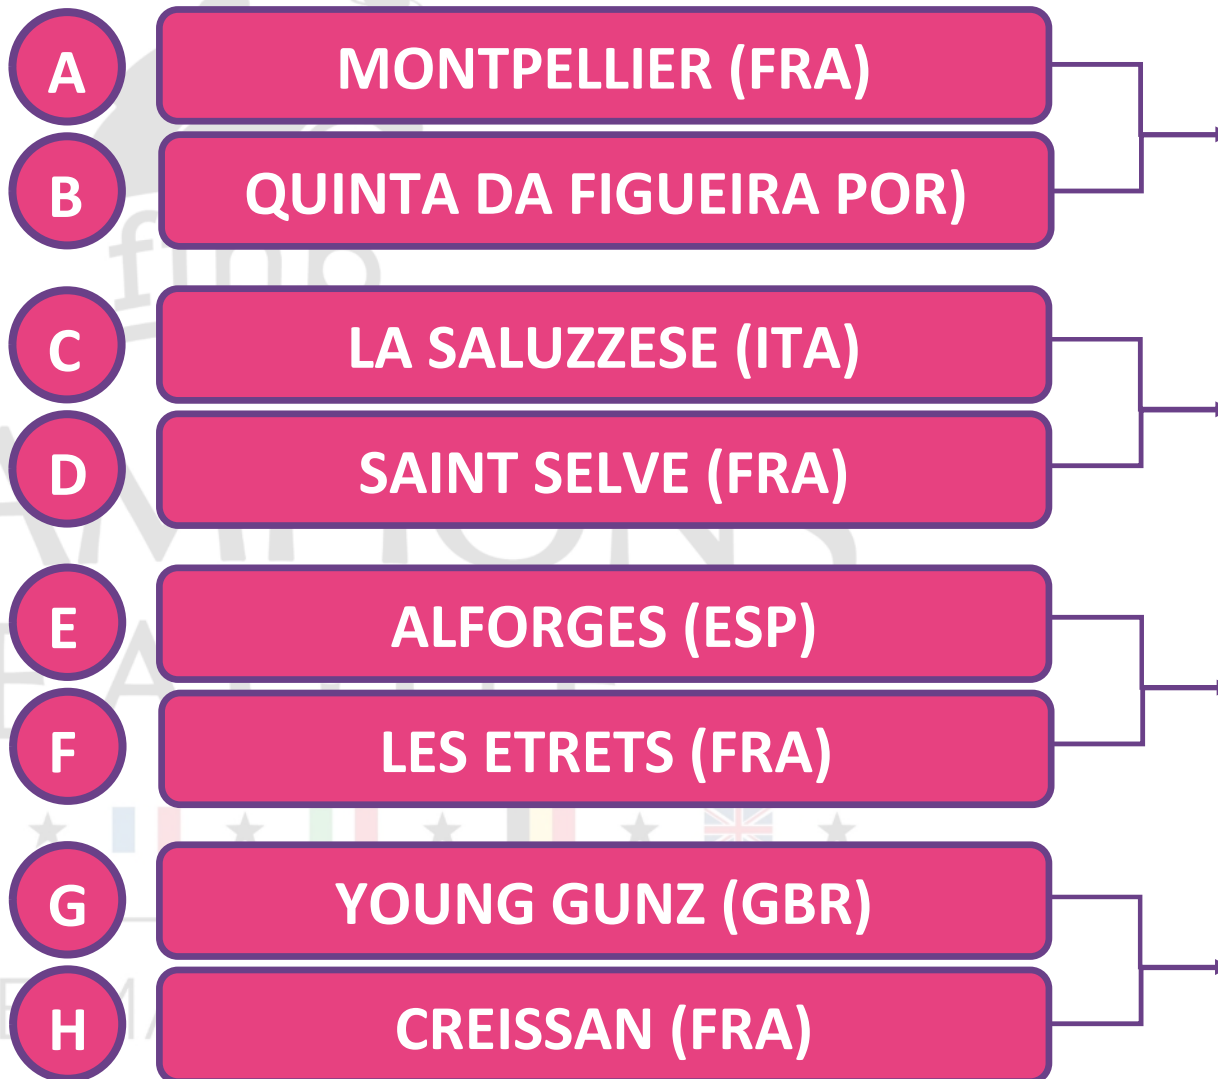 A
MONTPELLIER (FRA)
B
QUINTA DA FIGUEIRA POR)
C
LA SALUZZESE (ITA)
D
SAINT SELVE (FRA)
E
ALFORGES (ESP)
F
LES ETRETS (FRA)
G
YOUNG GUNZ (GBR)
H
CREISSAN (FRA)